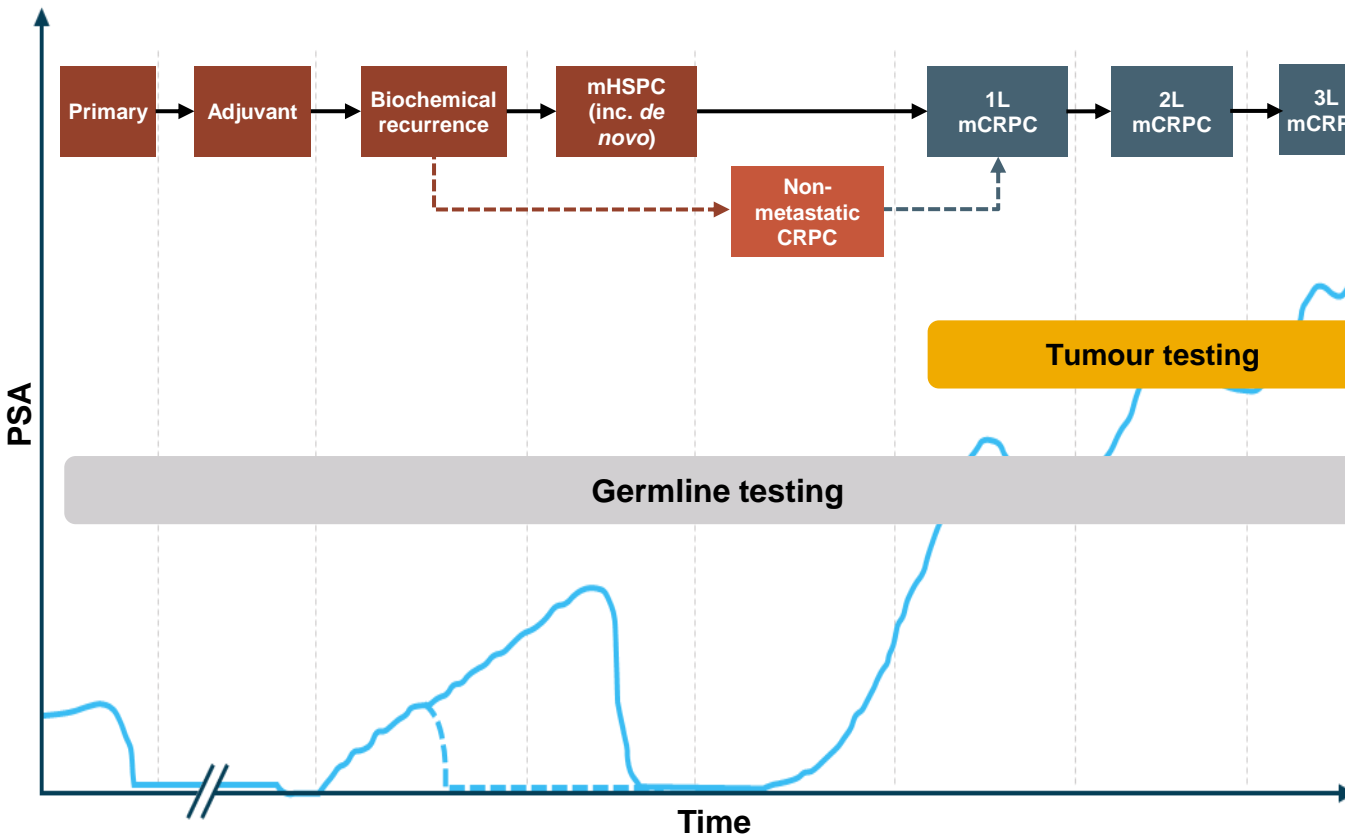 Primary
Adjuvant
Biochemical
recurrence
mHSPC
(inc. de
novo)
1L
mCRPC
2L
mCRPC
3L
mCRP
Non-
metastatic
CRPC
Tumour testing
PSA
Germline testing
Time